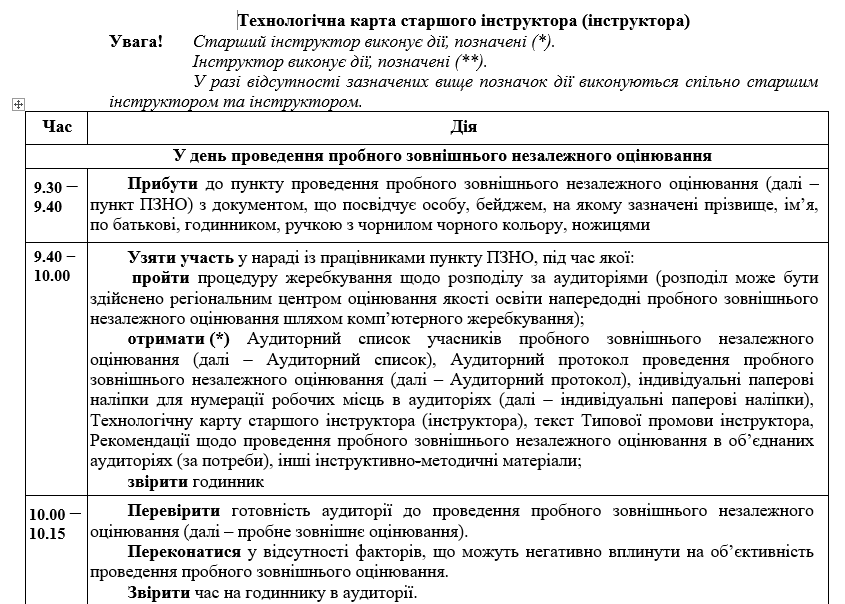 Технологічна карта старшого інструктора (інструктора)
Увага! Старший інструктор виконує дії, позначені (*).
Інструктор виконує дії, позначені (**).
У разі відсутності зазначених вище позначок дії виконуються спільно старшим
інструктором та інструктором.
Час Дія
У день проведення пробного зовнішнього незалежного оцінювання
9.30 –
9.40
Прибути до пункту проведення пробного зовнішнього незалежного оцінювання (далі –
пункт ПЗНО) з документом, що посвідчує особу, бейджем, на якому зазначені прізвище, ім’я,
по батькові, годинником, ручкою з чорнилом чорного кольору, ножицями
9.40 –
10.00
Узяти участь у нараді із працівниками пункту ПЗНО, під час якої:
пройти процедуру жеребкування щодо розподілу за аудиторіями (розподіл може бути
здійснено регіональним центром оцінювання якості освіти напередодні пробного зовнішнього
незалежного оцінювання шляхом комп’ютерного жеребкування);
отримати (*) Аудиторний список учасників пробного зовнішнього незалежного
оцінювання (далі – Аудиторний список), Аудиторний протокол проведення пробного
зовнішнього незалежного оцінювання (далі – Аудиторний протокол), індивідуальні паперові
наліпки для нумерації робочих місць в аудиторіях (далі – індивідуальні паперові наліпки),
Технологічну карту старшого інструктора (інструктора), текст Типової промови інструктора,
Рекомендації щодо проведення пробного зовнішнього незалежного оцінювання в об’єднаних
аудиторіях (за потреби), інші інструктивно-методичні матеріали;
звірити годинник
10.00 –
10.15
Перевірити готовність аудиторії до проведення пробного зовнішнього незалежного
оцінювання (далі – пробне зовнішнє оцінювання).
Переконатися у відсутності факторів, що можуть негативно вплинути на об’єктивність
проведення пробного зовнішнього оцінювання.
Звірити час на годиннику в аудиторії.